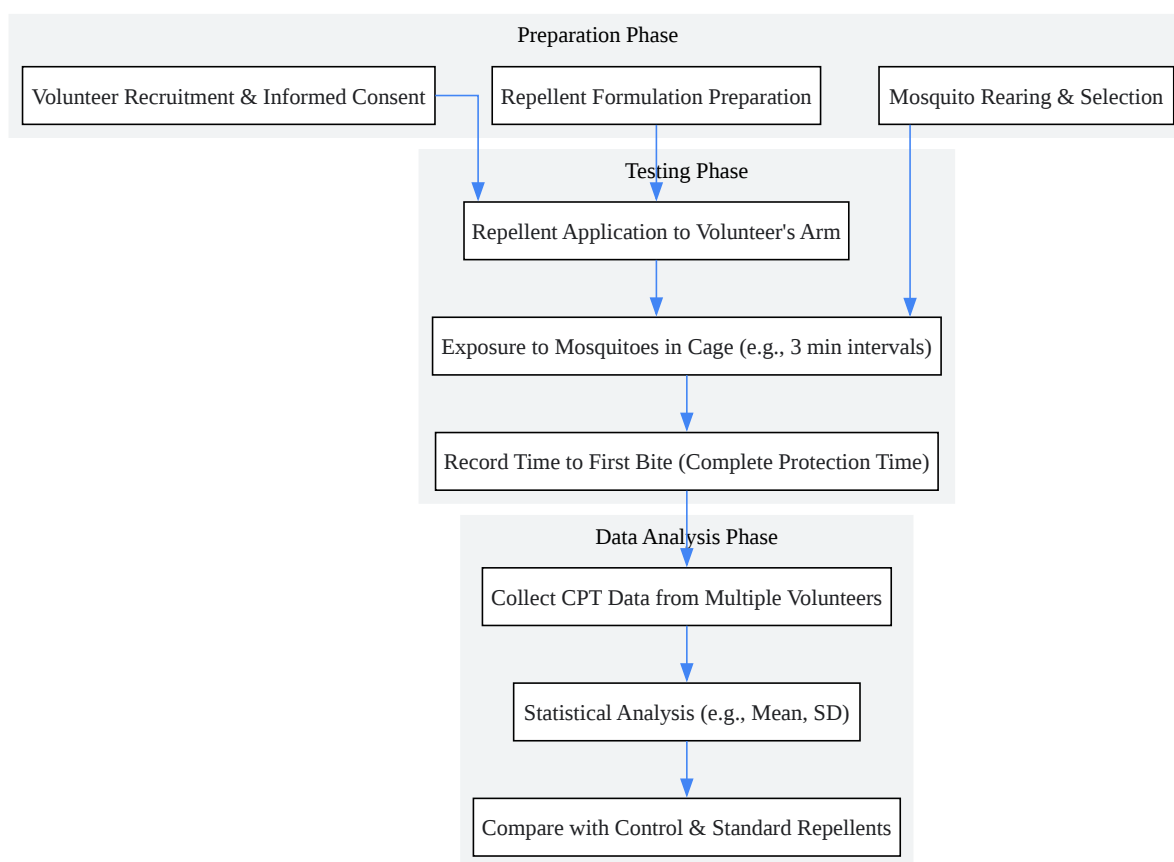 Preparation Phase
Volunteer Recruitment & Informed Consent
Repellent Formulation Preparation
Mosquito Rearing & Selection
Testing Phase
Repellent Application to Volunteer's Arm
Exposure to Mosquitoes in Cage (e.g., 3 min intervals)
Record Time to First Bite (Complete Protection Time)
Data Analysis Phase
Collect CPT Data from Multiple Volunteers
Statistical Analysis (e.g., Mean, SD)
Compare with Control & Standard Repellents